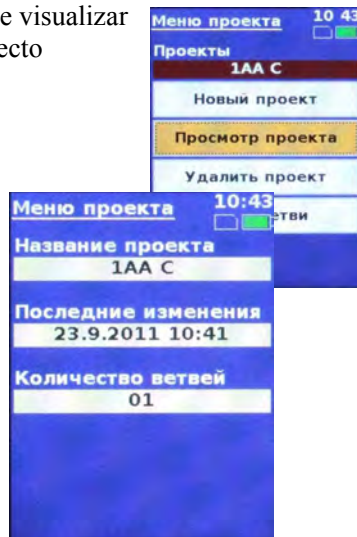 e visualizar
ecto
Меню проекта 10 43
Проекты
1AA C
Новый проект
Просмотр проекта
Удалить проект
етви
Меню проекта 10:43
Название проекта
1AA C
Последние изменения
23.9.2011 10:41
Количество ветвей
01